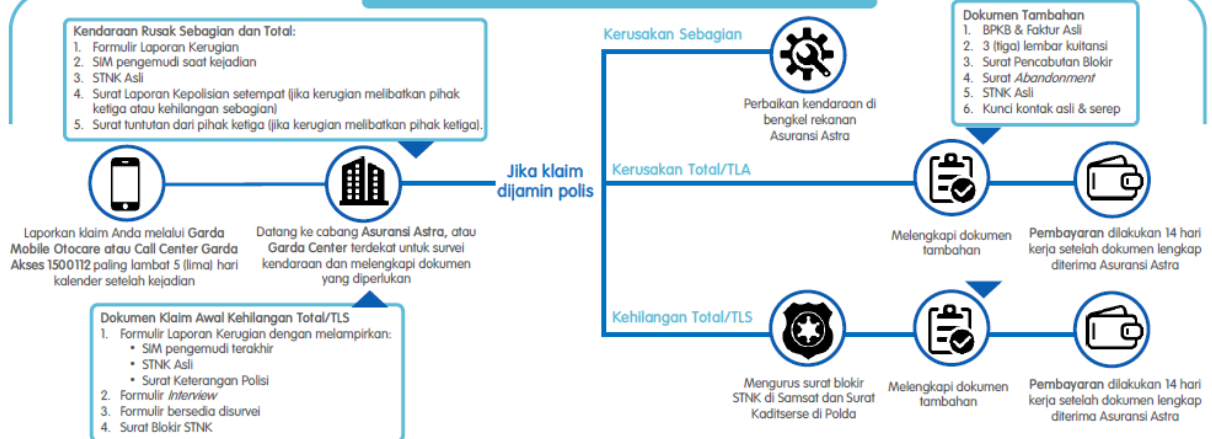 Kendaraan Rusak Sebagian dan Total:
1. Formulir Laporan Kerugian
2. SIM pengemudi saat kejadian
3. STNK Asli
4. Surat Laporan Kepolisian setempat (jika kerugian melibatkan pihak
ketiga atau kehilangan sebagian)
5. Surat tuntutan dari pihak ketiga (jika kerugian melibatkan pihak ketiga).
Laporkan klaim Anda melalui Garda
Mobile Otocare atau Call Center Garda
Akses 1500112 paling lambat 5 (lima) hari
kalender setelah kejadian
Datang ke cabang Asuransi Astra, atau
Garda Center terdekat untuk survei
kendaraan dan melengkapi dokumen
yang diperlukan
Dokumen Klaim Awal Kehilangan Total/TLS
1. Formulir Laporan Kerugian dengan melampirkan:
• SIM pengemudi terakhir
• STNK Asli
• Surat Keterangan Polisi
2. Formulir Interview
3. Formulir bersedia disurvei
4. Surat Blokir STNK
Jika klaim
dijamin polis
Kerusakan Sebagian
Perbaikan kendaraan di
bengkel rekanan
Asuransi Astra
Dokumen Tambahan
1. BPKB & Faktur Asli
2. 3 (tiga) lembar kuitansi
3. Surat Pencabutan Blokir
4. Surat Abandonment
5. STNK Asli
6. Kunci kontak asli & serep
Kerusakan Total/TLA
Melengkapi dokumen
tambahan
Pembayaran dilakukan 14 hari
kerja setelah dokumen lengkap
diterima Asuransi Astra
Kehilangan Total/TLS
Mengurus surat blokir
STNK di Samsat dan Surat
Kaditserse di Polda
Melengkapi dokumen
tambahan
Pembayaran dilakukan 14 hari
kerja setelah dokumen lengkap
diterima Asuransi Astra